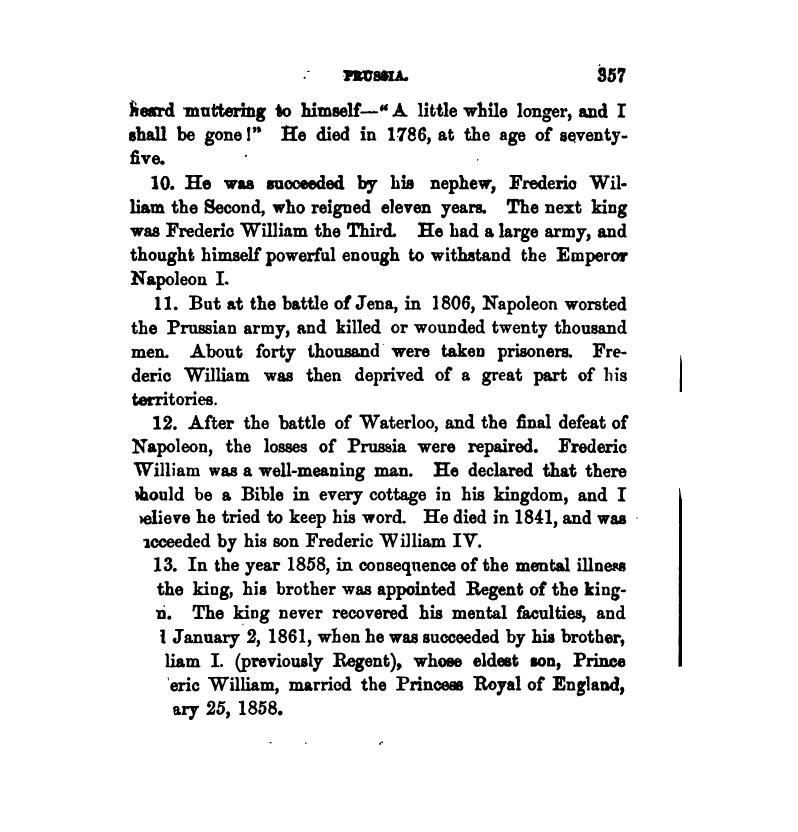 PRUSSIA. 357
heard muttering to himself—“A little while longer, and I
shall be gone!” He died in 1786, at the age of seventy-
five.
10. He was succeeded by his nephew, Frederic Wil-
liam the Second, who reigned eleven years. The next king
was Frederic William the Third. He had a large army, and
thought himself powerful enough to withstand the Emperor
Napoleon I.
11. But at the battle of Jena, in 1806, Napoleon worsted
the Prussian army, and killed or wounded twenty thousand
men. About forty thousand were taken prisoners. Fre-
deric William was then deprived of a great part of his
territories.
12. After the battle of Waterloo, and the final defeat of
Napoleon, the losses of Prussia were repaired. Frederic
William was a well-meaning man. He declared that there
should be a Bible in every cottage in his kingdom, and I
elieve he tried to keep his word. He died in 1841, and was
cceeded by his son Frederic William IV.
13. In the year 1858, in consequence of the mental illness
the king, his brother was appointed Regent of the king-
The king never recovered his mental faculties, and
January 2, 1861, when he was succeeded by his brother,
liam I. (previously Regent), whose eldest son, Prince
eric William, married the Princess Royal of England,
ary 25, 1858.